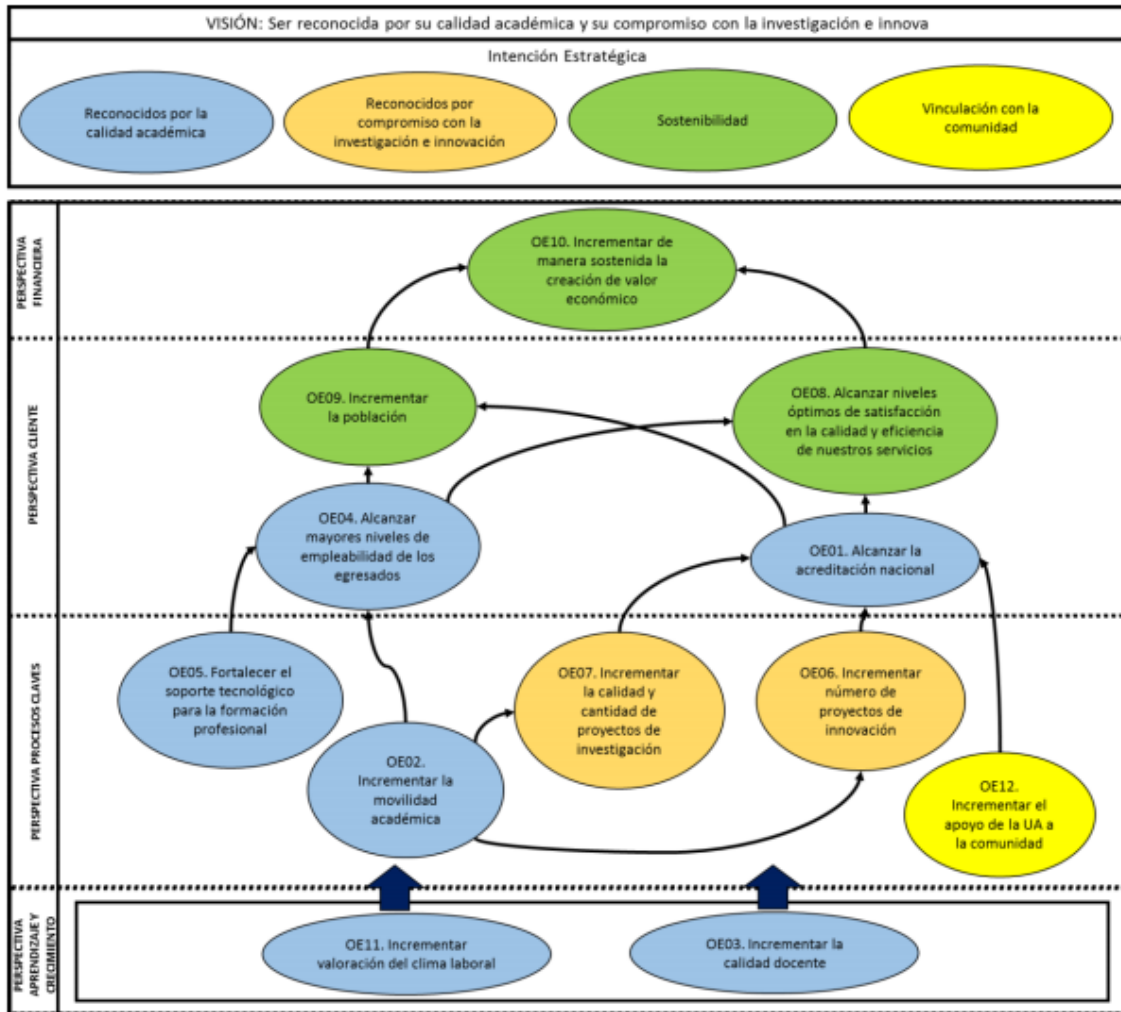 VISIÓN: Ser reconocida por su calidad académica y su compromiso con la investigación e innova
Intención Estratégica
Reconocidos por la
calidad académica
Reconocidos por
compromiso con la
investigación e innovación
Sostenibilidad
Vinculación con la
comunidad
PERSPECTIVA
FINANCIERA
OE10. Incrementar de
manera sostenida la
creación de valor
económico
PERSPECTIVA CLIENTE
OE09. Incrementar
la población
OE08. Alcanzar niveles
óptimos de satisfacción
en la calidad y eficiencia
de nuestros servicios
OE04. Alcanzar
mayores niveles de
empleabilidad de los
egresados
OE01. Alcanzar la
acreditación nacional
PERSPECTIVA PROCESOS CLAVES
OE05. Fortalecer el
soporte tecnológico
para la formación
profesional
OE07. Incrementar
la calidad y
cantidad de
proyectos de
investigación
OE06. Incrementar
número de
proyectos de
innovación
OE02.
Incrementar la
movilidad
académica
OE12.
Incrementar el
apoyo de la UA a
la comunidad
PERSPECTIVA
APRENDIZAJE Y
CRECIMIENTO
OE11. Incrementar
valoración del clima laboral
OE03. Incrementar la
calidad docente